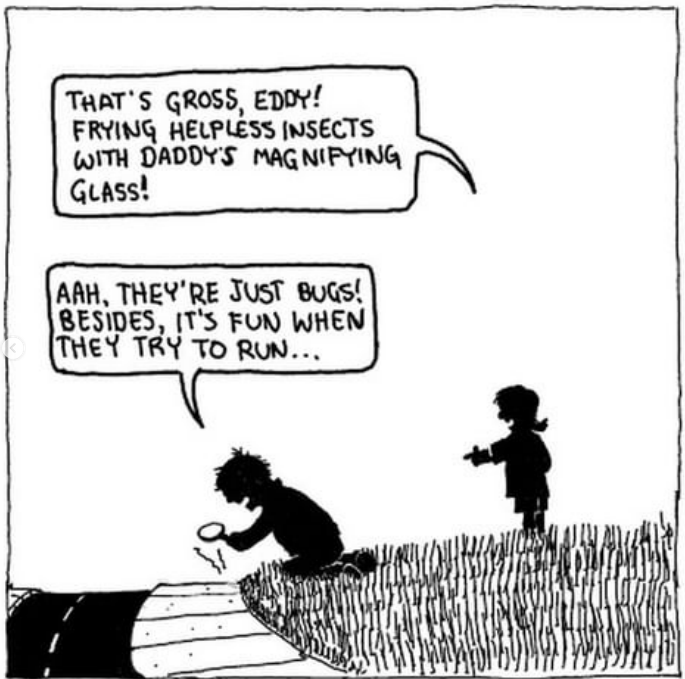 THAT'S GROSS, EDDY!
FRYING HELPLESS INSECTS
WITH DADDY'S MAGNIFYING
GLASS!
AAH, THEY'RE JUST BUGS!
BESIDES, IT'S FUN WHEN
THEY TRY TO RUN...